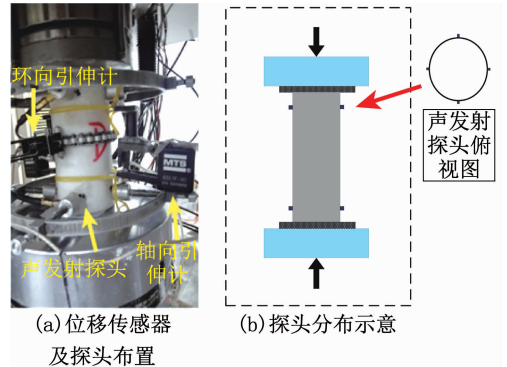 环向引伸计
MTS
声发射探头
轴向引
伸计
声发射
探头俯
视图
(a)位移传感器
及探头布置
(b)探头分布示意